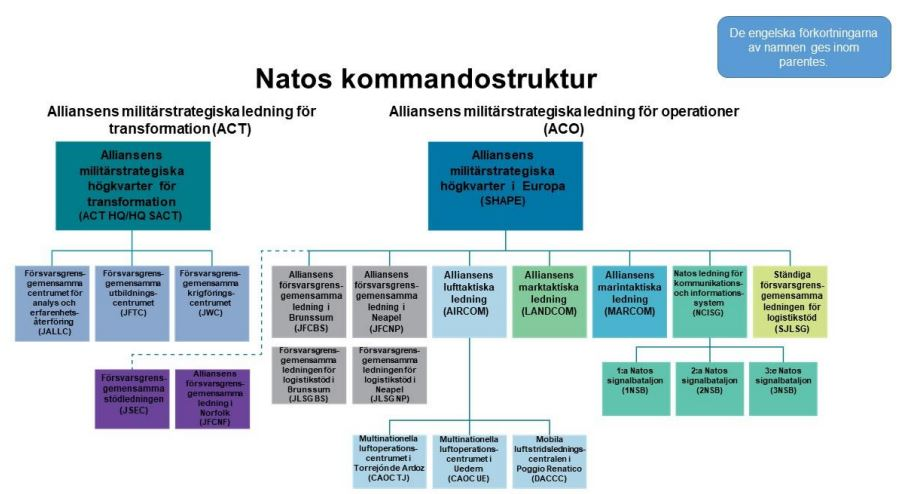 De engelska förkortningarna
av namnen ges inom
parentes.
Natos kommandostruktur
Alliansens militärstrategiska ledning för
transformation (ACT)
Alliansens militärstrategiska ledning för operationer
(ACO)
Alliansens
militärstrategiska
högkvarter för
transformation
(ACT HQ/HQ SACT)
Alliansens
militärstrategiska
högkvarter i Europa
(SHAPE)
Försvarsgrens-
gemensamma
centrumet för
analys och
erfarenhets-
återföring
(JALLC)
Försvarsgrens-
gemensamma
utbildnings-
centrumet
(JFTC)
Försvarsgrens-
gemensamma
krigförings-
centrumet
(JWC)
Alliansens
försvarsgrens-
gemensamma
ledning i
Brunssum
(JFCBS)
Alliansens
försvarsgrens-
gemensamma
ledning i
Neapel
(JFCNP)
Alliansens
lufttaktiska
ledning
(AIRCOM)
Alliansens
marktaktiska
ledning
(LANDCOM)
Alliansens
marintaktiska
ledning
(MARCOM)
Natos ledning för
kommunikations-
och informations-
system
(NCISG)
Ständiga
försvarsgrens-
gemensamma
ledningen för
logistikstöd
(SJLSG)
Försvarsgrens-
gemensamma
ledningen för
logistikstöd i
Brunssum
(JLSG BS)
Försvarsgrens-
gemensamma
ledningen för
logistikstöd i
Neapel
(JLSG NP)
Försvarsgrens-
gemensamma
stödledningen
(JSEC)
Alliansens
försvarsgrens-
gemensamma
ledning i
Norfolk
(JFCNF)
1:a Natos
signalbataljon
(1NSB)
2:a Natos
signalbataljon
(2NSB)
3:e Natos
signalbataljon
(3NSB)
Multinationella
luftoperations-
centrumet i
Torrejón de Ardoz
(CAOC TJ)
Multinationella
luftoperations-
centrumet i
Uedem
(CAOC UE)
Mobila
luftstridslednings-
centralen i
Poggio Renatico
(DACCC)